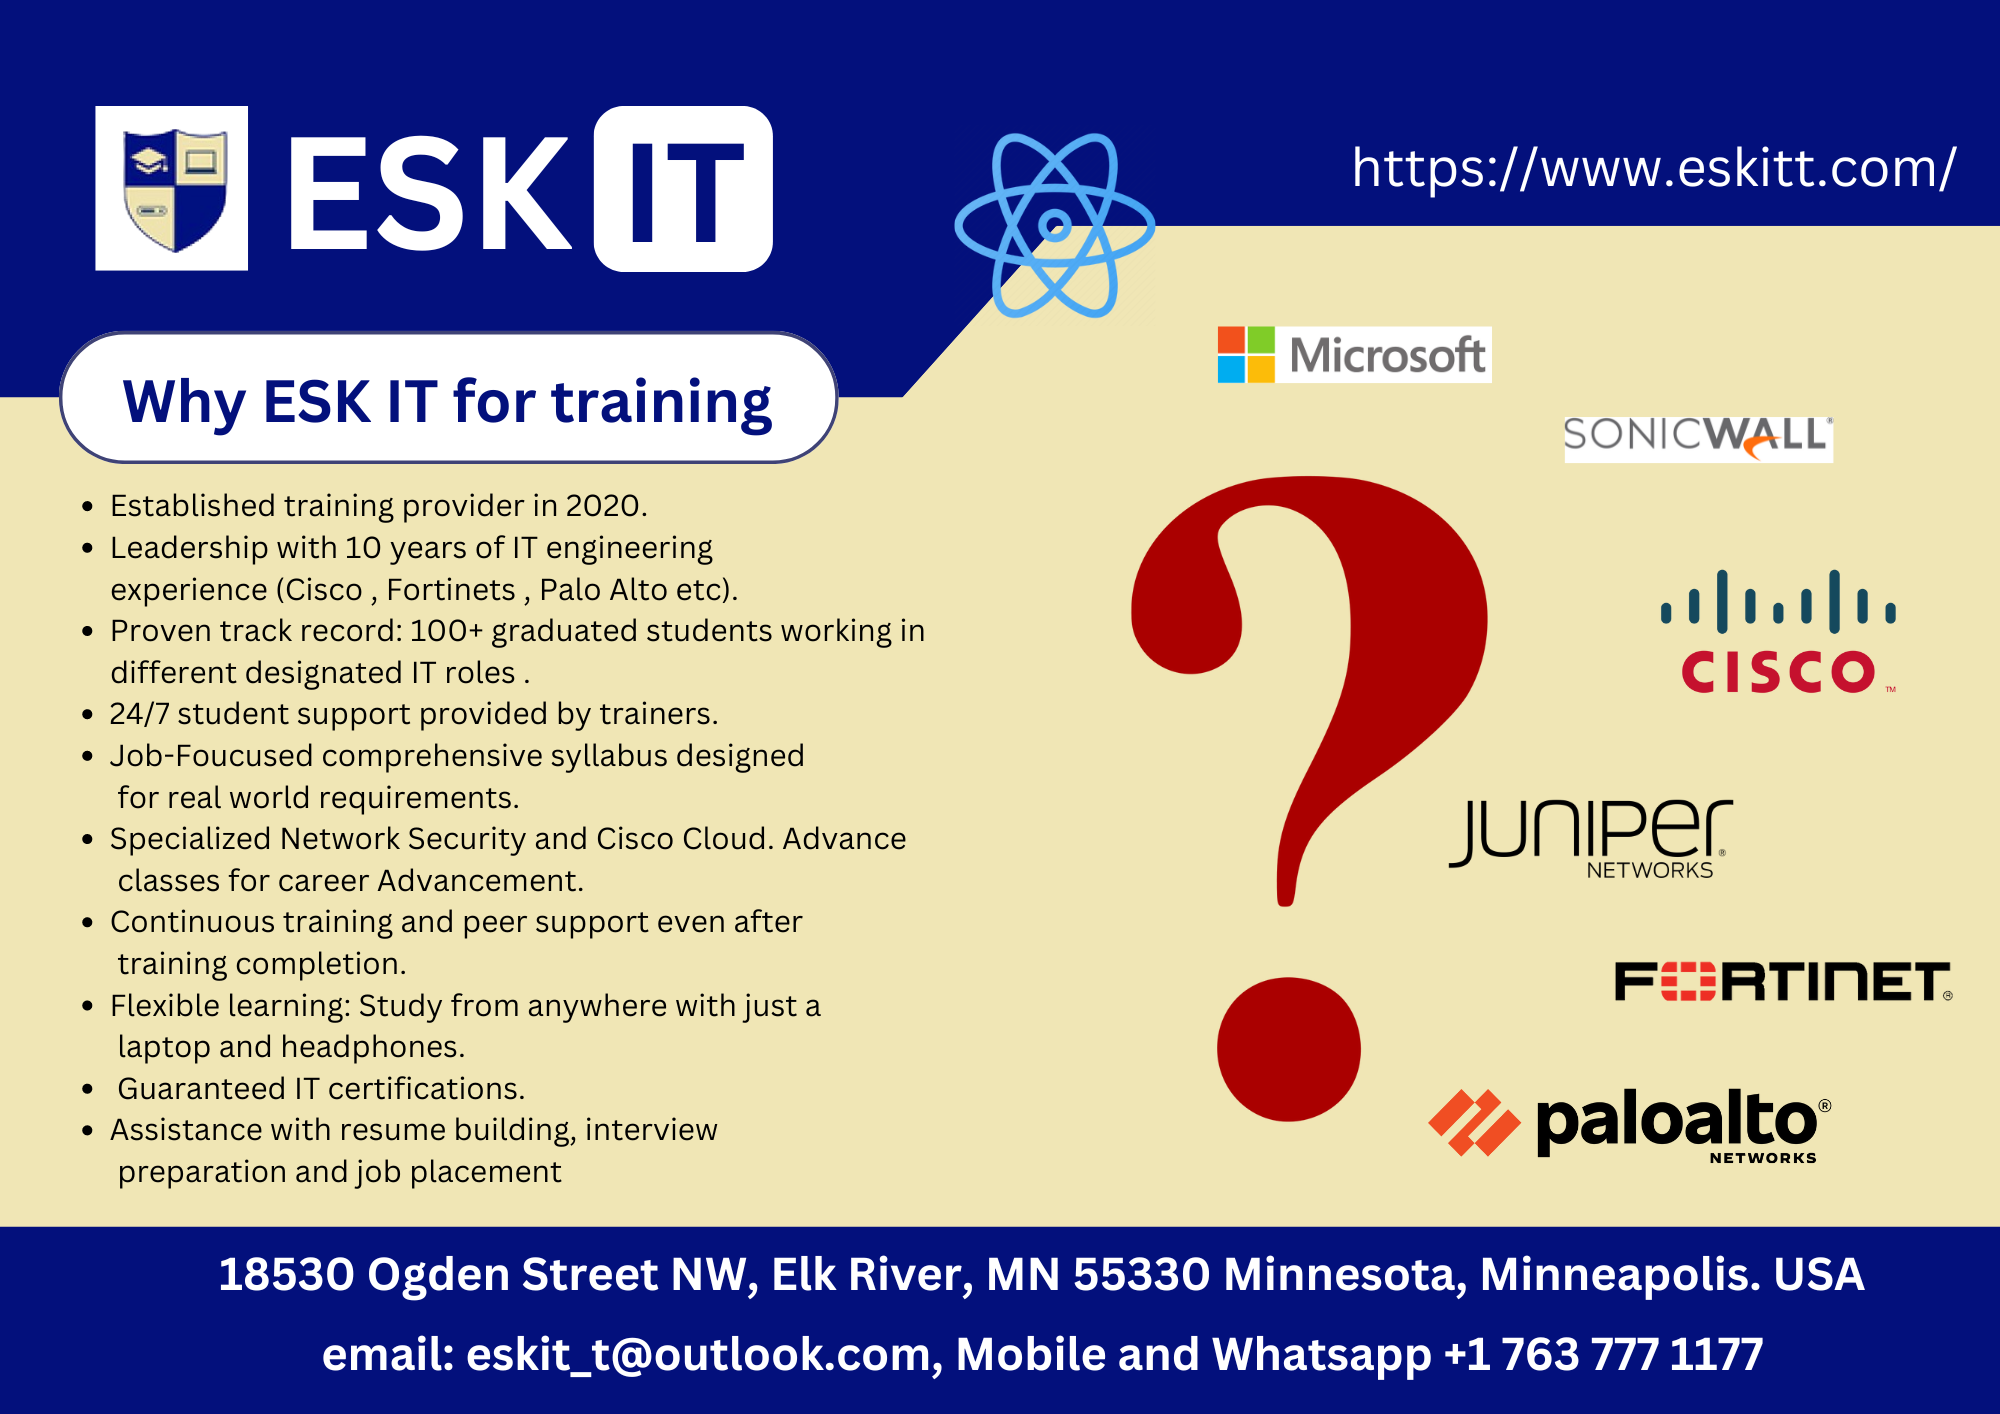 ESK IT
https://www.eskitt.com/
Why ESK IT for training
Microsoft
SONICWALL®
CISCO™
JUNIPer®
NETWORKS
FORTINET®
paloalto®
NETWORKS
• Established training provider in 2020.
• Leadership with 10 years of IT engineering
experience (Cisco , Fortinets , Palo Alto etc).
• Proven track record: 100+ graduated students working in
different designated IT roles .
• 24/7 student support provided by trainers.
• Job-Foucused comprehensive syllabus designed
for real world requirements.
• Specialized Network Security and Cisco Cloud. Advance
classes for career Advancement.
• Continuous training and peer support even after
training completion.
• Flexible learning: Study from anywhere with just a
laptop and headphones.
• Guaranteed IT certifications.
• Assistance with resume building, interview
preparation and job placement
?
18530 Ogden Street NW, Elk River, MN 55330 Minnesota, Minneapolis. USA
email: eskit_t@outlook.com, Mobile and Whatsapp +1 763 777 1177